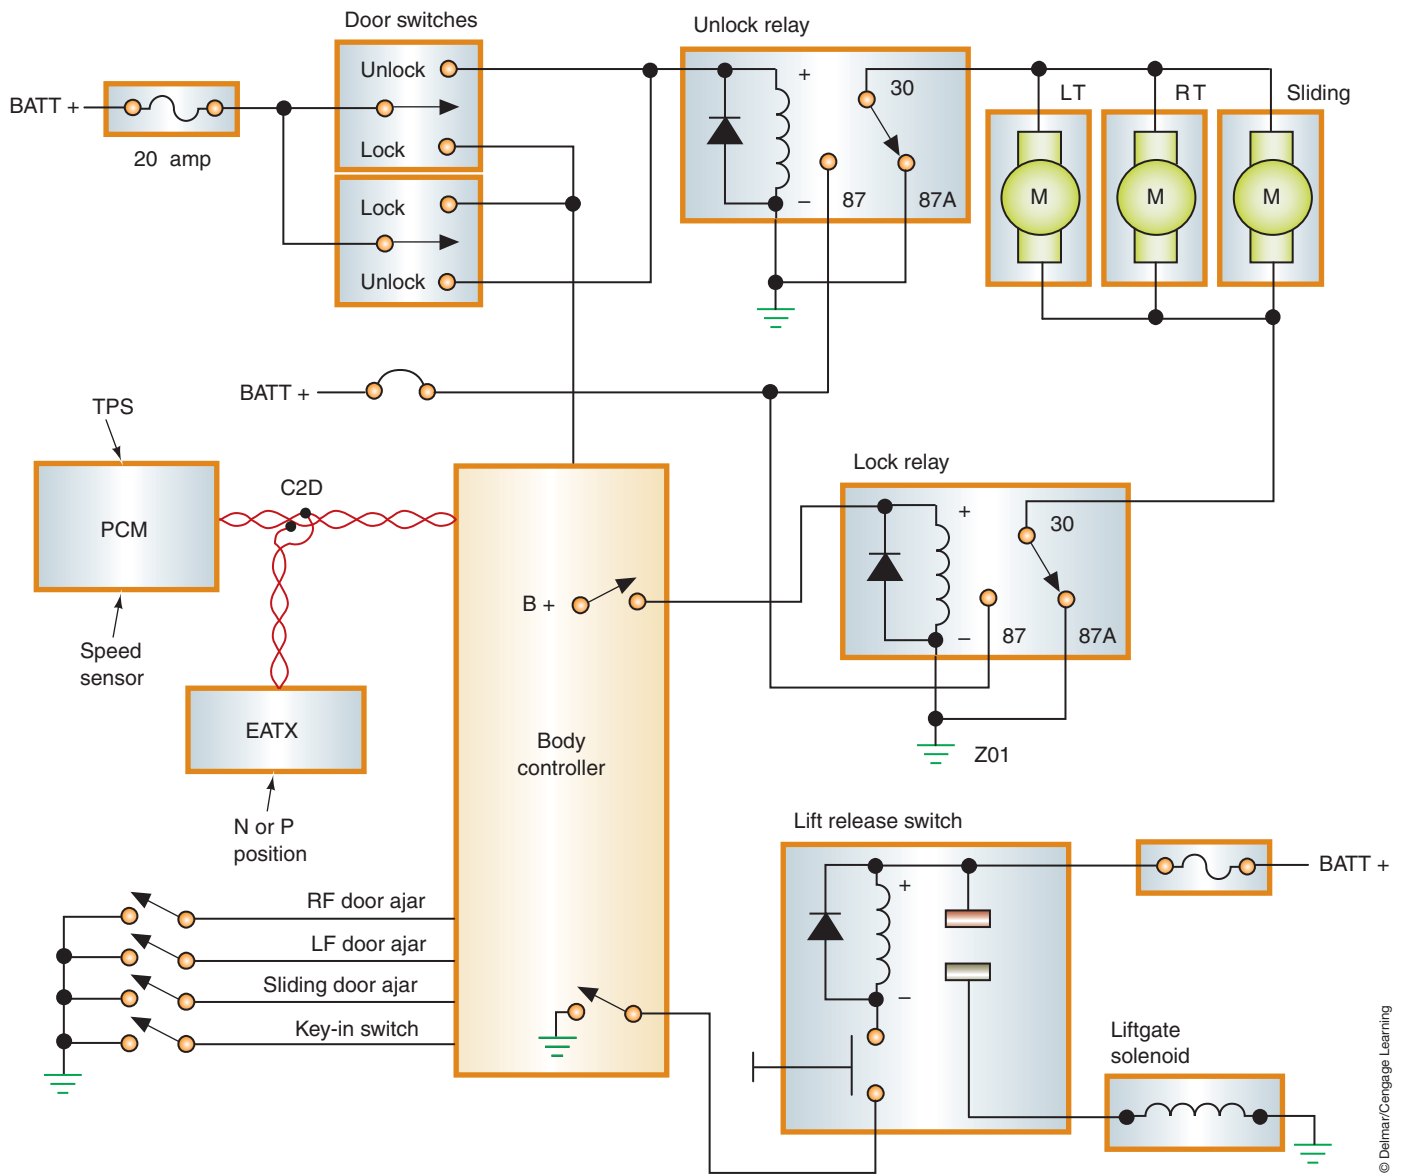 Door switches
Unlock relay
Unlock
Lock
BATT +
20 amp
Lock
Unlock
+
30
–
87
87A
LT
RT
Sliding
M
M
M
BATT +
TPS
PCM
C2D
Speed
sensor
EATX
N or P
position
Lock relay
+
30
–
87
87A
Z01
B +
Body
controller
RF door ajar
LF door ajar
Sliding door ajar
Key-in switch
Lift release switch
+
–
BATT +
Liftgate
solenoid
© Delmar/Cengage Learning